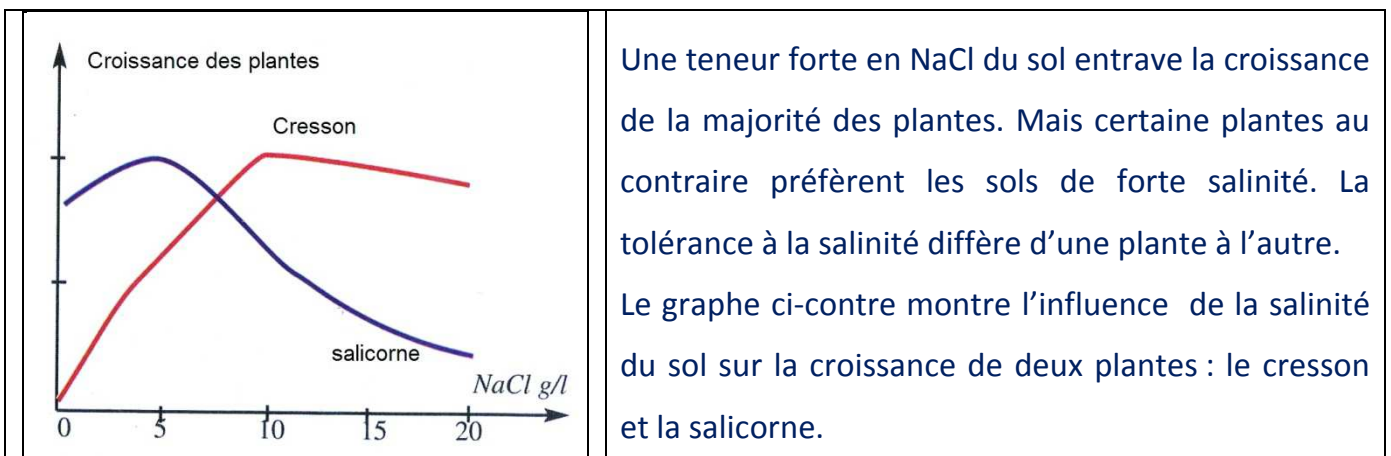 Croissance des plantes
Cresson
salicorne
NaCl g/l
0 5 10 15 20
Une teneur forte en NaCl du sol entrave la croissance
de la majorité des plantes. Mais certaine plantes au
contraire préfèrent les sols de forte salinité. La
tolérance à la salinité diffère d’une plante à l’autre.
Le graphe ci-contre montre l’influence de la salinité
du sol sur la croissance de deux plantes : le cresson
et la salicorne.